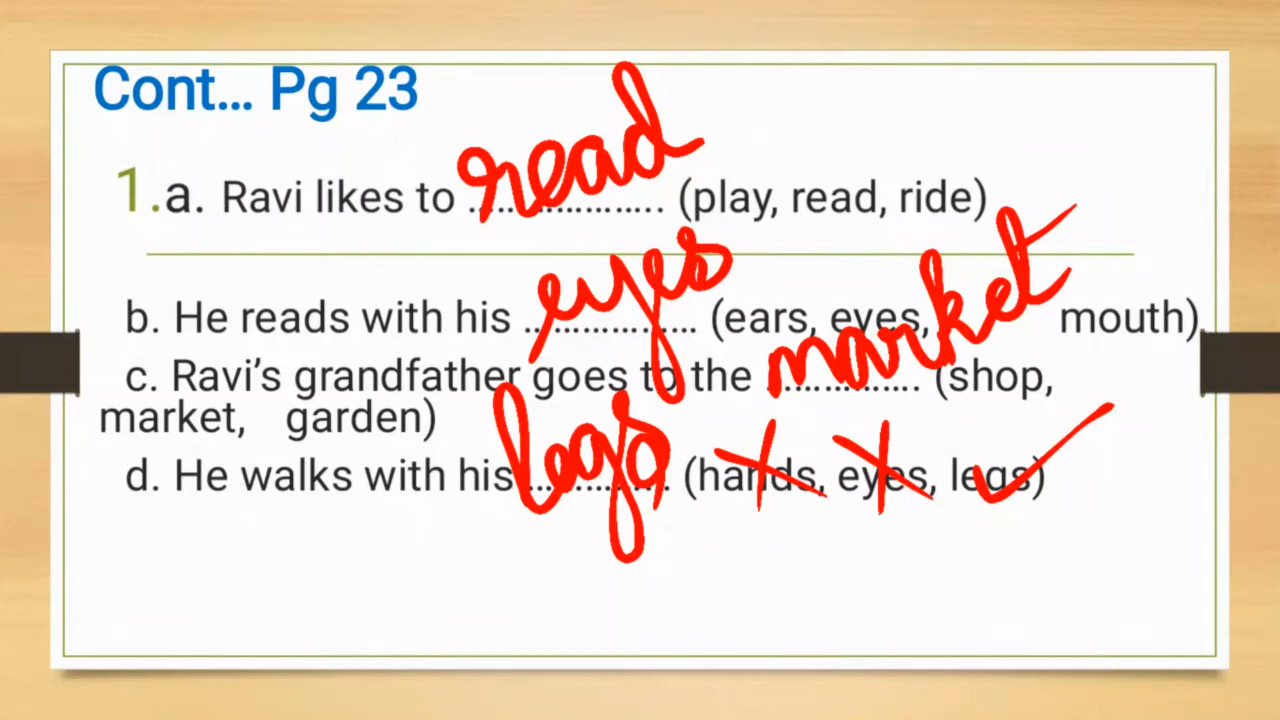 Cont... Pg 23
1.a. Ravi likes to read ................... (play, read, ride)
b. He reads with his eyes ................... (ears, eyes, mouth)
c. Ravi’s grandfather goes to the market ............... (shop,
market, garden)
d. He walks with his legs ............... (hands, eyes, legs)